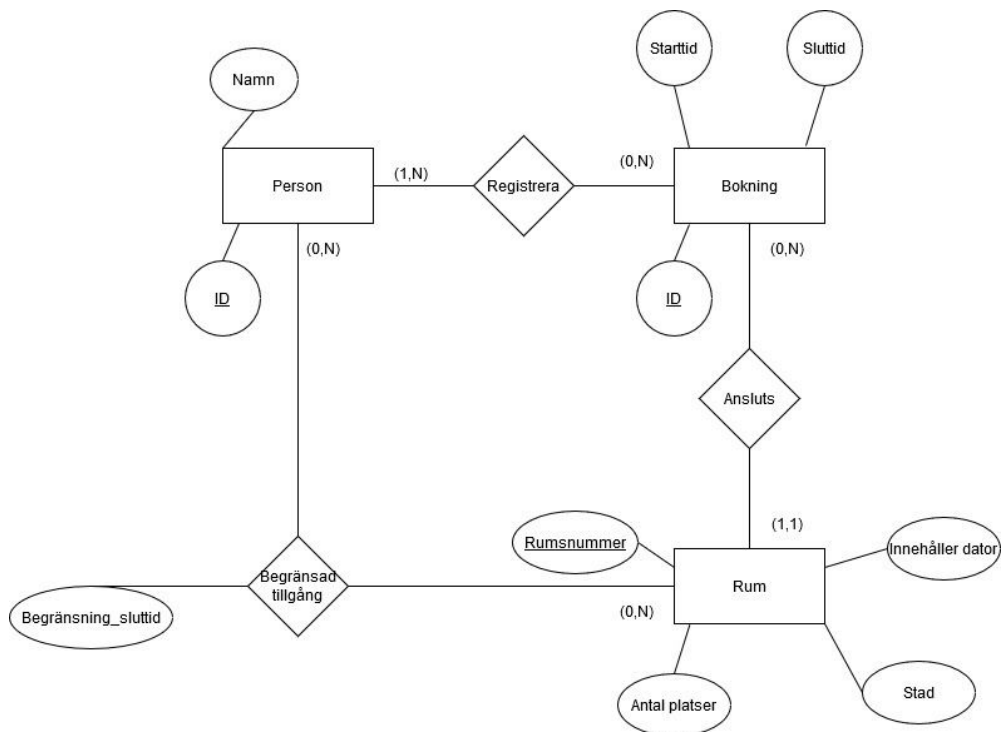 Starttid
Sluttid
Namn
Person
(1,N)
Registrera
(0,N)
Bokning
(0,N)
(0,N)
ID
ID
Ansluts
(1,1)
Rumsnummer
Innehåller dator
Begränsad
tillgång
Rum
Begränsning_sluttid
(0,N)
Antal platser
Stad